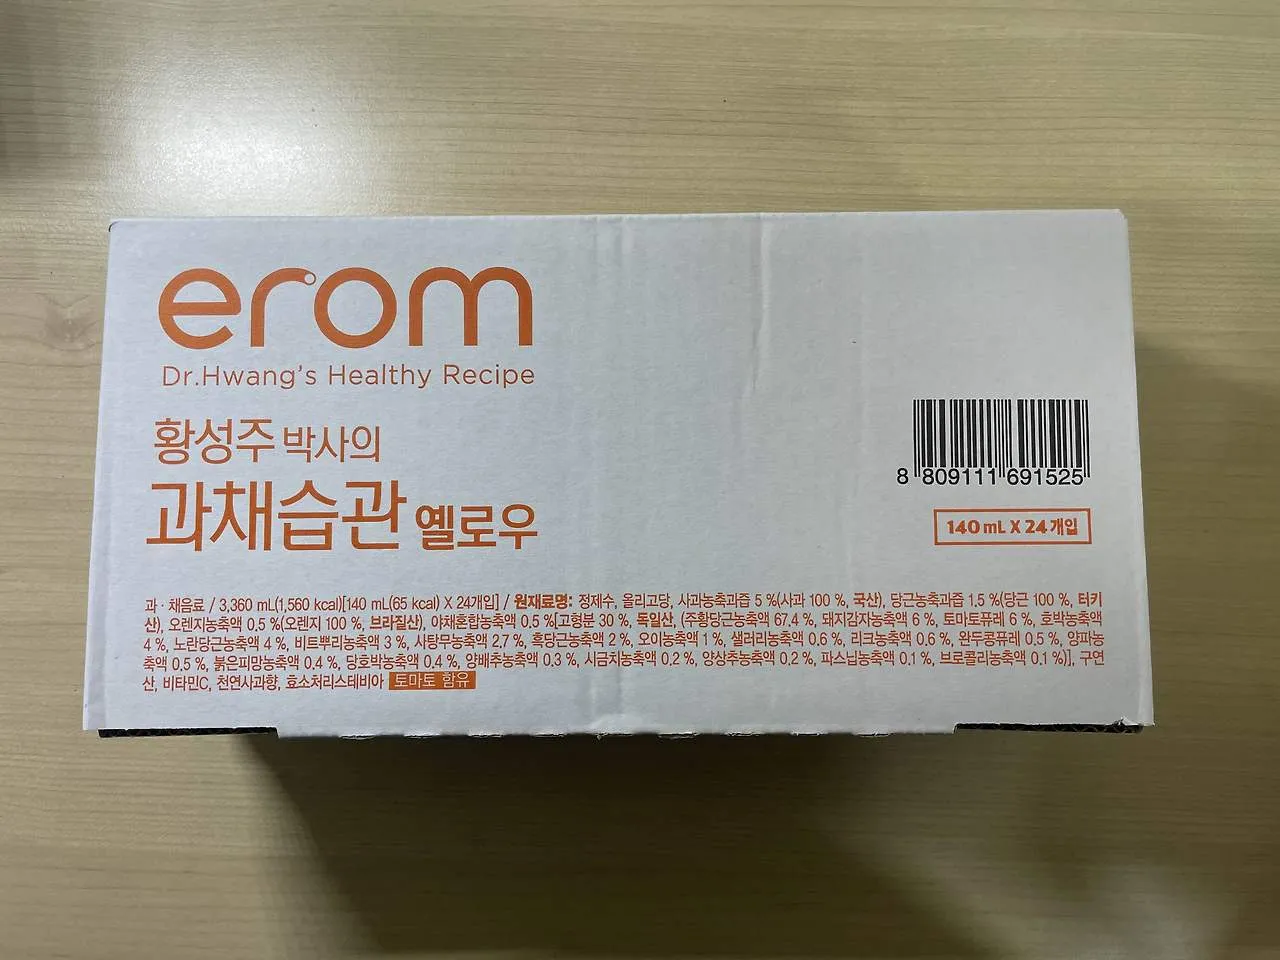 erom
Dr.Hwang's Healthy Recipe
황성주 박사의
과채습관 옐로우
8 809111 691525
140 mL X 24 개입
과·채음료 / 3,360 mL(1,560 kcal)[140 mL(65 kcal) X 24개입] / 원재료명: 정제수, 올리고당, 사과농축과즙 5 %(사과 100 %, 국산), 당근농축과즙 1.5 %(당근 100 %, 터키
산), 오렌지농축액 0.5 %(오렌지 100 %, 브라질산), 야채혼합농축액 0.5 %[고형분 30 %, 독일산, (주황당근농축액 67.4 %, 돼지감자농축액 6 %, 토마토퓨레 6 %, 호박농축액
4 %, 노란당근농축액 4 %, 비트뿌리농축액 3 %, 사탕무농축액 2.7 %, 흑당근농축액 2 %, 오이농축액 1 %, 샐러리농축액 0.6 %, 리크농축액 0.6 %, 완두콩퓨레 0.5 %, 양파농
축액 0.5 %, 붉은피망농축액 0.4 %, 당호박농축액 0.4 %, 양배추농축액 0.3 %, 시금치농축액 0.2 %, 양상추농축액 0.2 %, 파스닙농축액 0.1 %, 브로콜리농축액 0.1 %)], 구연
산, 비타민C, 천연사과향, 효소처리스테비아 토마토 함유